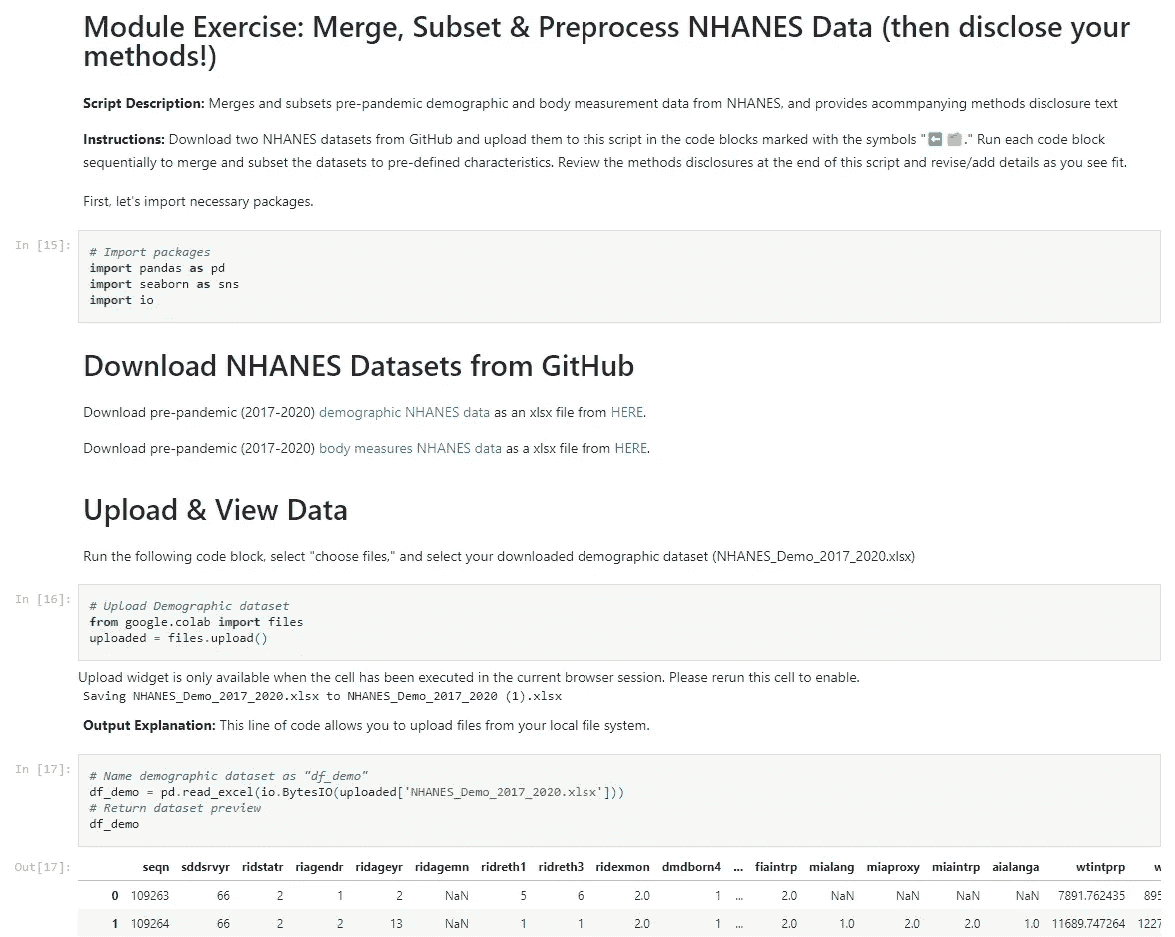 Module Exercise: Merge, Subset & Preprocess NHANES Data (then disclose your
methods!)
Script Description: Merges and subsets pre-pandemic demographic and body measurement data from NHANES, and provides acommpanying methods disclosure text
Instructions: Download two NHANES datasets from GitHub and upload them to this script in the code blocks marked with the symbols "⬅️ 📁." Run each code block
sequentially to merge and subset the datasets to pre-defined characteristics. Review the methods disclosures at the end of this script and revise/add details as you see fit.
First, let's import necessary packages.
In [15]:
# Import packages
import pandas as pd
import seaborn as sns
import io
Download NHANES Datasets from GitHub
Download pre-pandemic (2017-2020) demographic NHANES data as an xlsx file from HERE.
Download pre-pandemic (2017-2020) body measures NHANES data as a xlsx file from HERE.
Upload & View Data
Run the following code block, select "choose files," and select your downloaded demographic dataset (NHANES_Demo_2017_2020.xlsx)
In [16]:
# Upload Demographic dataset
from google.colab import files
uploaded = files.upload()
Upload widget is only available when the cell has been executed in the current browser session. Please rerun this cell to enable.
Saving NHANES_Demo_2017_2020.xlsx to NHANES_Demo_2017_2020 (1).xlsx
Output Explanation: This line of code allows you to upload files from your local file system.
In [17]:
# Name demographic dataset as "df_demo"
df_demo = pd.read_excel(io.BytesIO(uploaded['NHANES_Demo_2017_2020.xlsx']))
# Return dataset preview
df_demo
Out[17]:
seqn sddsrvyr ridstatr riagendr ridageyr ridagemn ridreth1 ridreth3 ridexmon dmdborn4 ... fiaintrp mialang miaproxy miaintrp aialanga wtintprp w
0 109263 66 2 1 2 NaN 5 6 2.0 1 ... 2.0 NaN NaN NaN NaN 7891.762435 895
1 109264 66 2 2 13 NaN 1 1 2.0 1 ... 2.0 1.0 2.0 2.0 1.0 11689.747264 1227